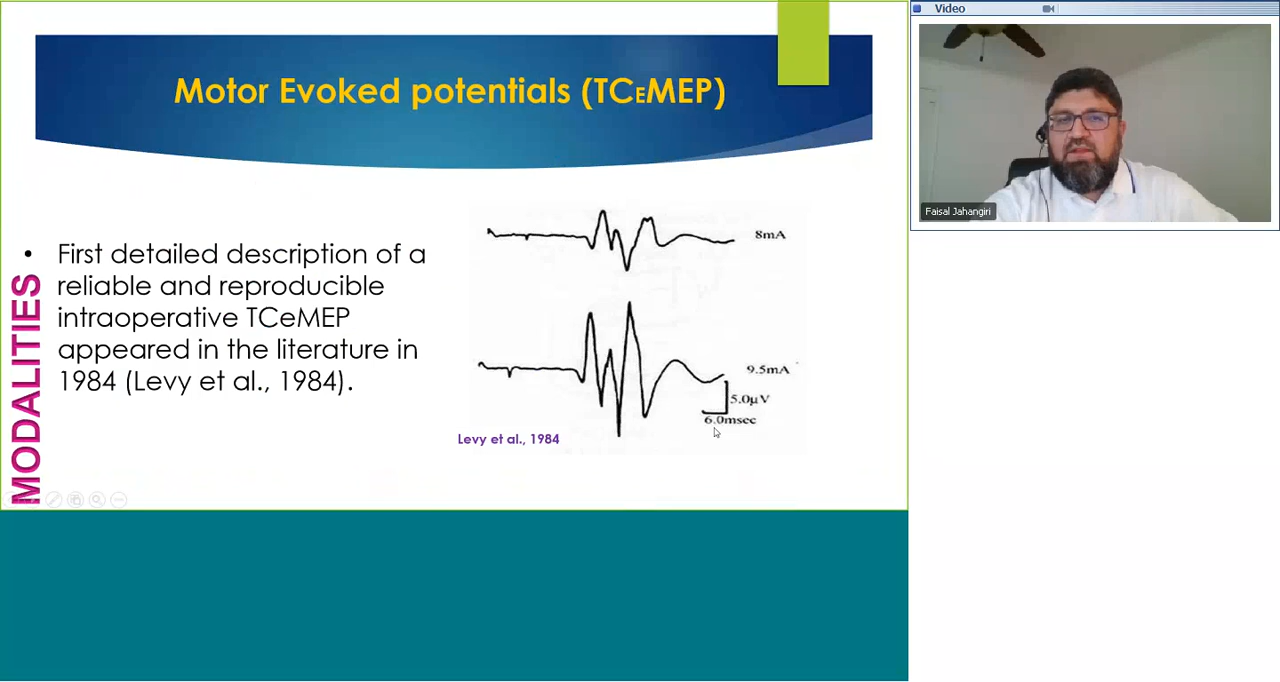 Motor Evoked potentials (TCEMEP)
MODALITIES
• First detailed description of a
reliable and reproducible
intraoperative TCeMEP
appeared in the literature in
1984 (Levy et al., 1984).
8mA
9.5mA
5.0μV
6.0msec
Levy et al., 1984
Video
Faisal Jahangiri